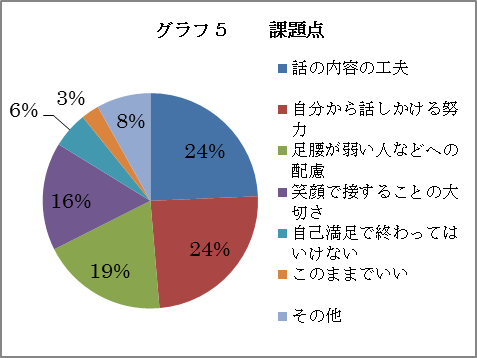 グラフ５　　課題点
話の内容の工夫
自分から話しかける努
力
足腰が弱い人などへの
配慮
笑顔で接することの大
切さ
自己満足で終わっては
いけない
このままでいい
その他
24%
24%
19%
16%
6%
3%
8%